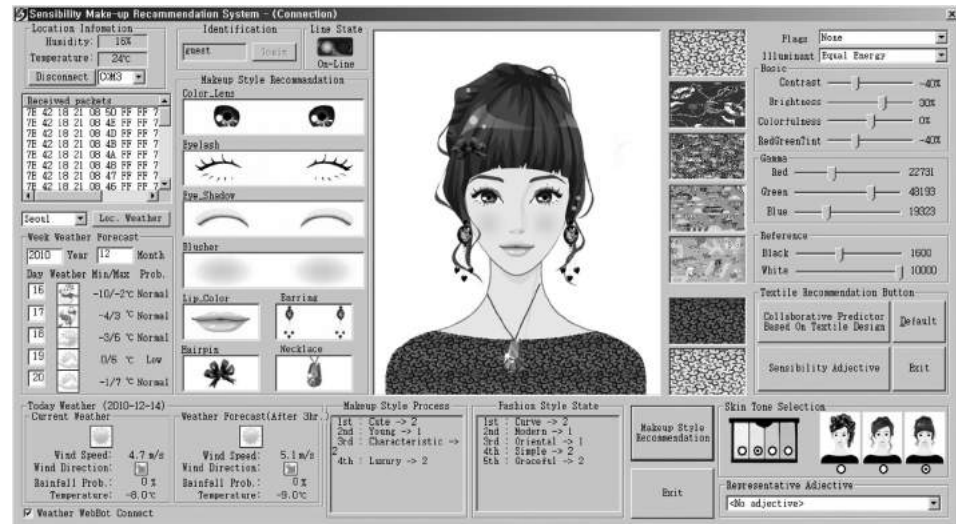 Sensibility Make-up Recommendation System - (Connection)
Location Infomation
Humidity: 15%
Temperature: 24℃
Disconnect COM3
Received packets
7E 42 18 21 08 50 FF FF 7
7E 42 18 21 08 4E FF FF 7
7E 42 18 21 08 4D FF FF 7
7E 42 18 21 08 4B FF FF 7
7E 42 18 21 08 4A FF FF 7
7E 42 18 21 08 48 FF FF 7
7E 42 18 21 08 47 FF FF 7
7E 42 18 21 08 46 FF FF 7
Seoul Loc. Weather
Week Weather Forecast
2010 Year 12 Month
Day Weather Min/Max Prob.
16 -10/-2℃ Normal
17 -4/3 ℃ Normal
18 -3/6 ℃ Normal
19 0/6 ℃ Low
20 -1/7 ℃ Normal
Identification
guest login
Line State
On-Line
Makeup Style Recommandation
Color_Lens
Eyelash
Eye_Shadow
Blusher
Lip_Color Earring
Hairpin Necklace
Flags None
Illuminant Equal Energy
Basic
Contrast -40%
Brightness 30%
Colorfulness 0%
RedGreenTint -40%
Gamma
Red 22731
Green 48193
Blue 19323
Reference
Black 1600
White 10000
Textile Recommendation Button
Collaborative Predictor
Based On Textile Design
Default
Sensibility Adjective
Exit
Today Weather (2010-12-14)
Current Weather
Wind Speed: 4.7 m/s
Wind Direction:
Rainfall Prob.: 0 %
Temperature: -8.0℃
Weather Forecast(After 3hr.)
Wind Speed: 5.1 m/s
Wind Direction:
Rainfall Prob.: 0 %
Temperature: -9.0℃
Weather WebBot Connect
Makeup Style Process
1st : Cute -> 2
2nd : Young -> 1
3rd : Characteristic ->
2
4th : Luxury -> 2
Fashion Style State
1st : Curve -> 2
2nd : Modern -> 1
3rd : Oriental -> 1
4th : Simple -> 2
5th : Graceful -> 2
Makeup Style
Recommendation
Exit
Skin Tone Selection
Representative Adjective
<No adjective>